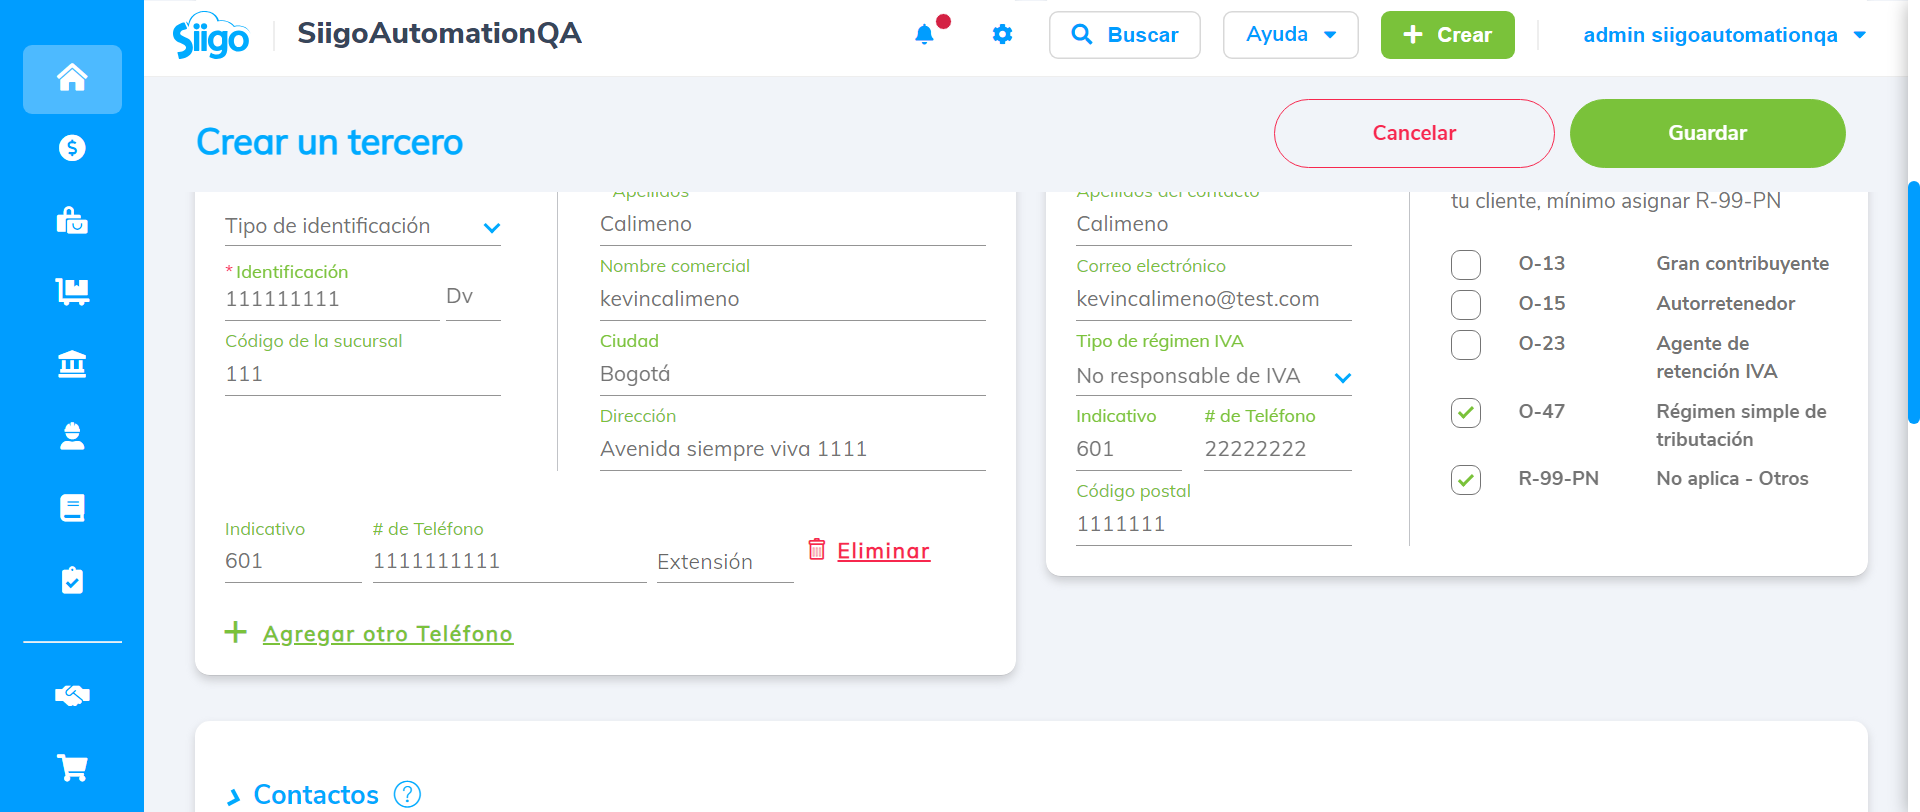 Siigo
SiigoAutomationQA
Buscar
Ayuda
Crear
admin siigoautomationqa
Crear un tercero
Cancelar
Guardar
Tipo de identificación
* Identificación
111111111
Dv
Código de la sucursal
111
Apellidos
Calimeno
Nombre comercial
kevincalimeno
Ciudad
Bogotá
Dirección
Avenida siempre viva 1111
Indicativo
601
# de Teléfono
1111111111
Extensión
Eliminar
Agregar otro Teléfono
Apellidos del contacto
Calimeno
Correo electrónico
kevincalimeno@test.com
Tipo de régimen IVA
No responsable de IVA
Indicativo
601
# de Teléfono
22222222
Código postal
1111111
tu cliente, mínimo asignar R-99-PN
O-13 Gran contribuyente
O-15 Autorretenedor
O-23 Agente de
retención IVA
O-47 Régimen simple de
tributación
R-99-PN No aplica - Otros
Contactos ?